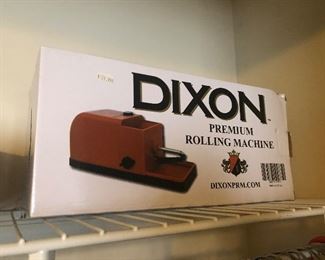 DIXON
PREMIUM
ROLLING MACHINE
DIXONPRM.COM